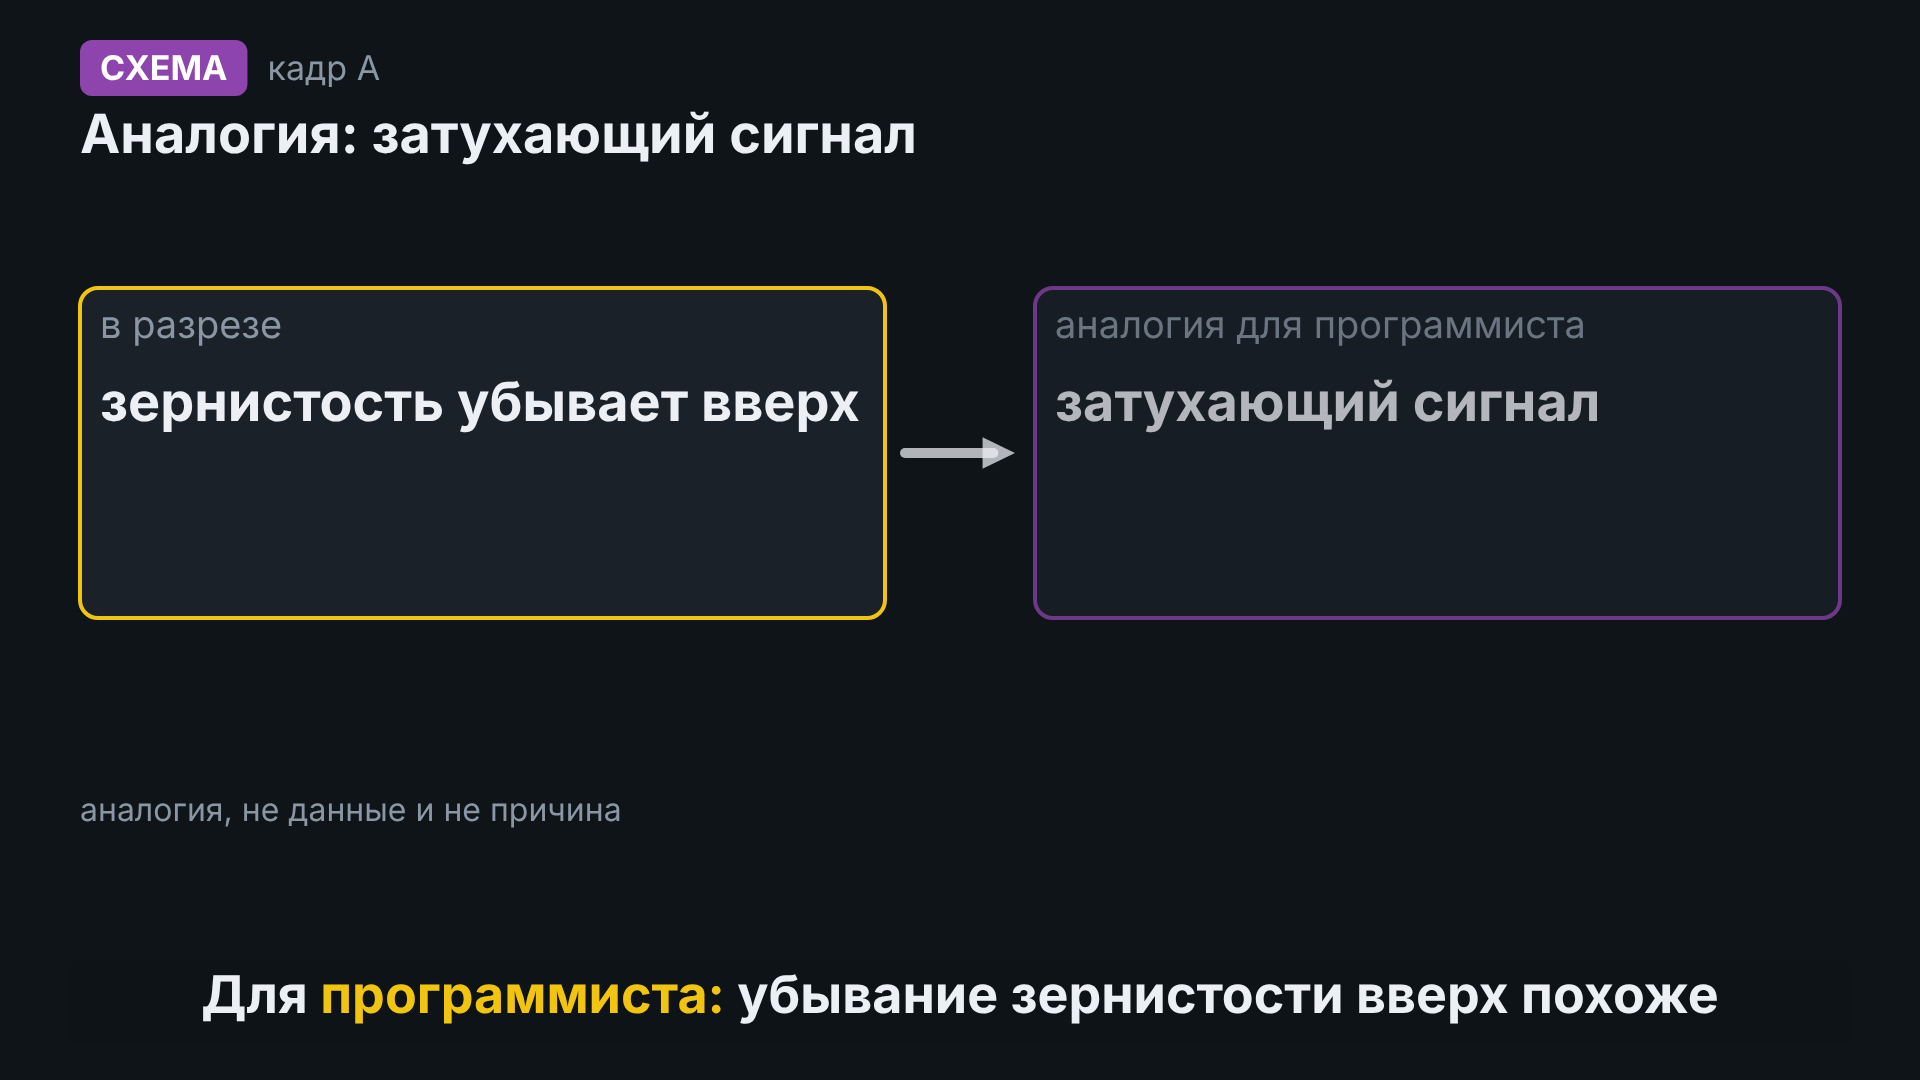 СХЕМА кадр А
Аналогия: затухающий сигнал
в разрезе
зернистость убывает вверх
аналогия для программиста
затухающий сигнал
аналогия, не данные и не причина
Для программиста: убывание зернистости вверх похоже